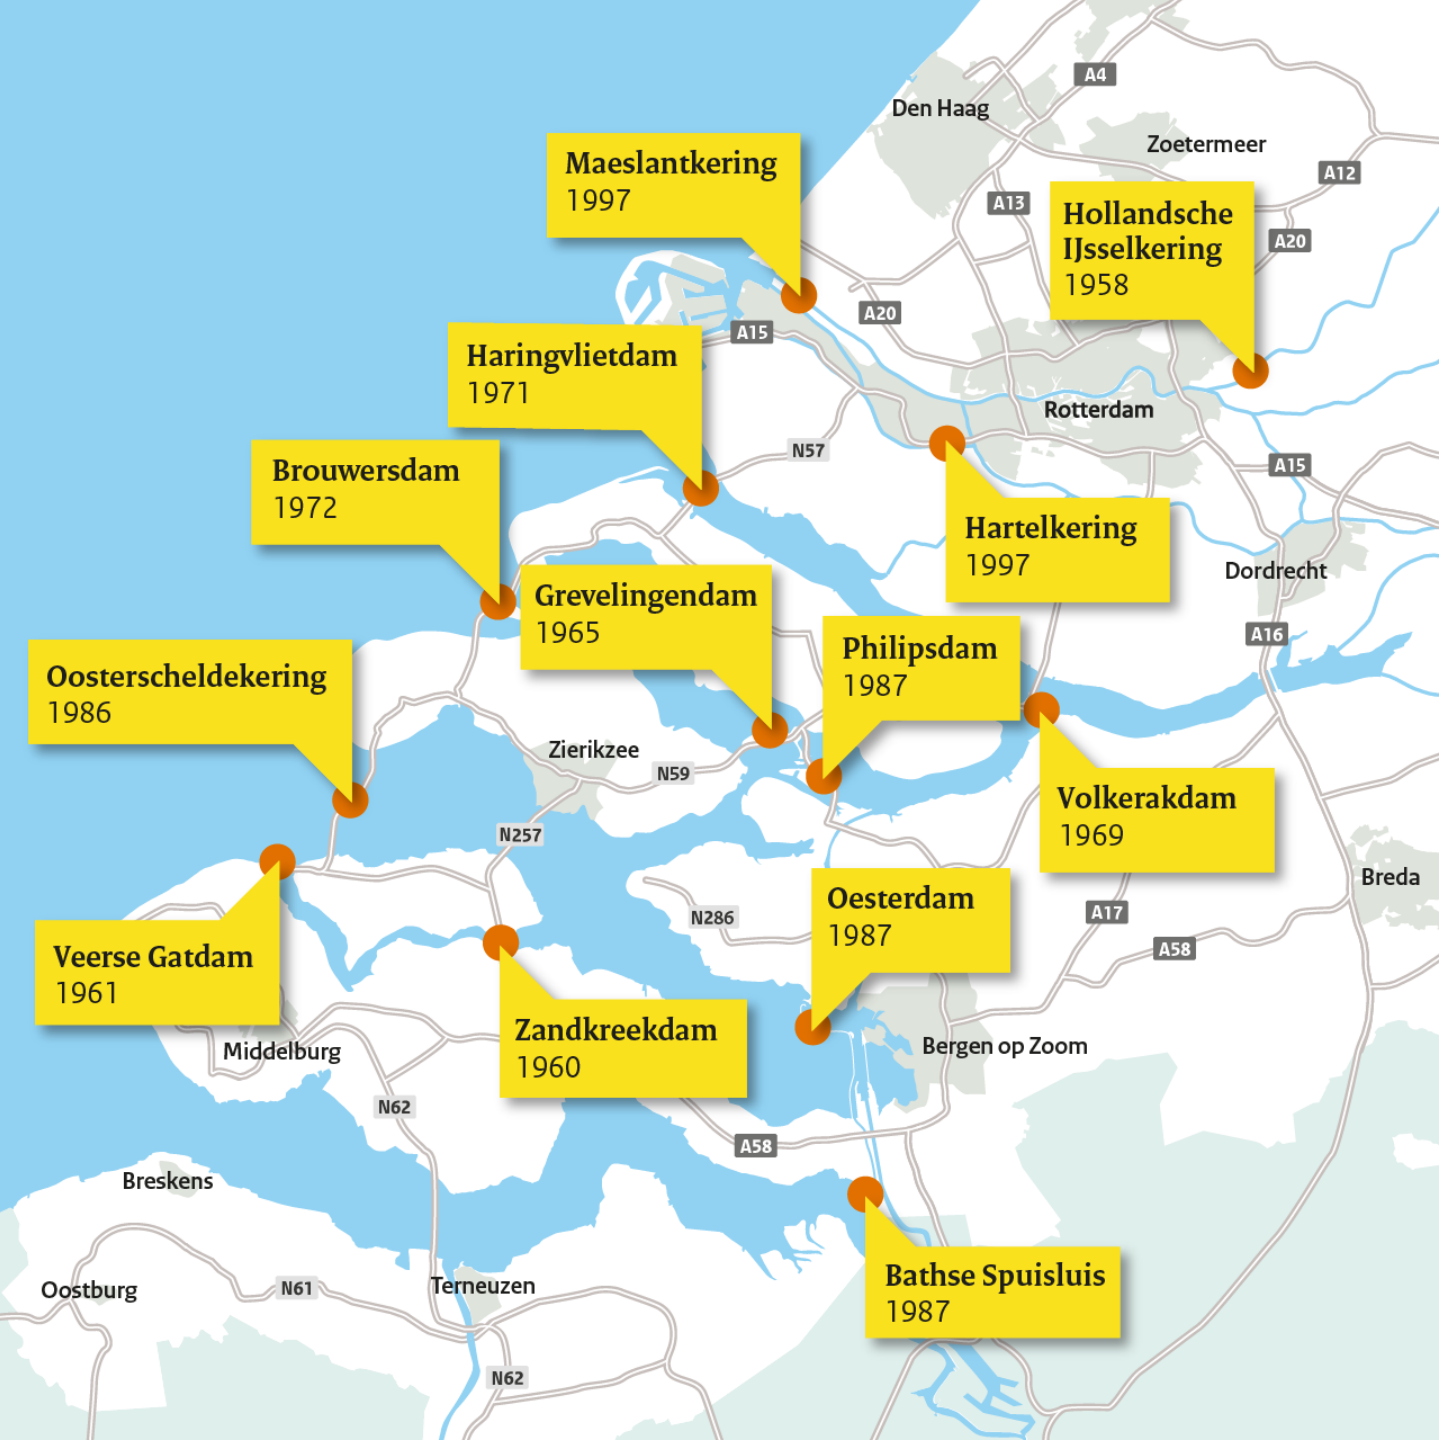 A4
Den Haag
Zoetermeer
Maeslantkering
1997
A12
A13
Hollandsche
IJsselkering
1958
A20
A20
A15
Haringvlietdam
1971
Rotterdam
N57
A15
Brouwersdam
1972
Hartelkering
1997
Dordrecht
Grevelingendam
1965
A16
Philipsdam
1987
Oosterscheldekering
1986
Zierikzee
N59
Volkerakdam
1969
N257
Breda
Oesterdam
1987
N286
A17
A58
Veerse Gatdam
1961
Zandkreekdam
1960
Middelburg
Bergen op Zoom
N62
A58
Breskens
Bathse Spuisluis
1987
Oostburg
N61
Terneuzen
N62